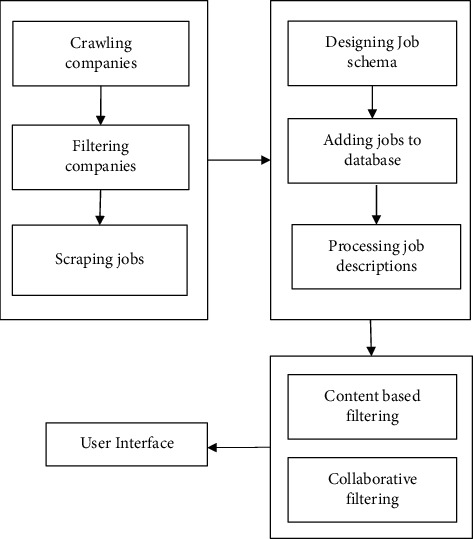 Crawling
companies
Filtering
companies
Scraping jobs
Designing Job
schema
Adding jobs to
database
Processing job
descriptions
Content based
filtering
Collaborative
filtering
User Interface